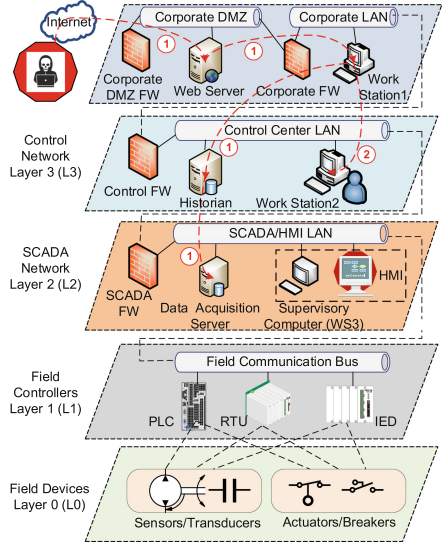 Internet
Corporate DMZ
Corporate LAN
1
1
Corporate
DMZ FW
Web Server
Corporate FW
Work
Station1
Control
Network
Layer 3 (L3)
Control Center LAN
1
2
Control FW
Historian
Work Station2
SCADA
Network
Layer 2 (L2)
SCADA/HMI LAN
1
HMI
SCADA
FW
Data Acquisition
Server
Supervisory
Computer (WS3)
Field
Controllers
Layer 1 (L1)
Field Communication Bus
PLC
RTU
IED
Field Devices
Layer 0 (L0)
Sensors/Transducers
Actuators/Breakers